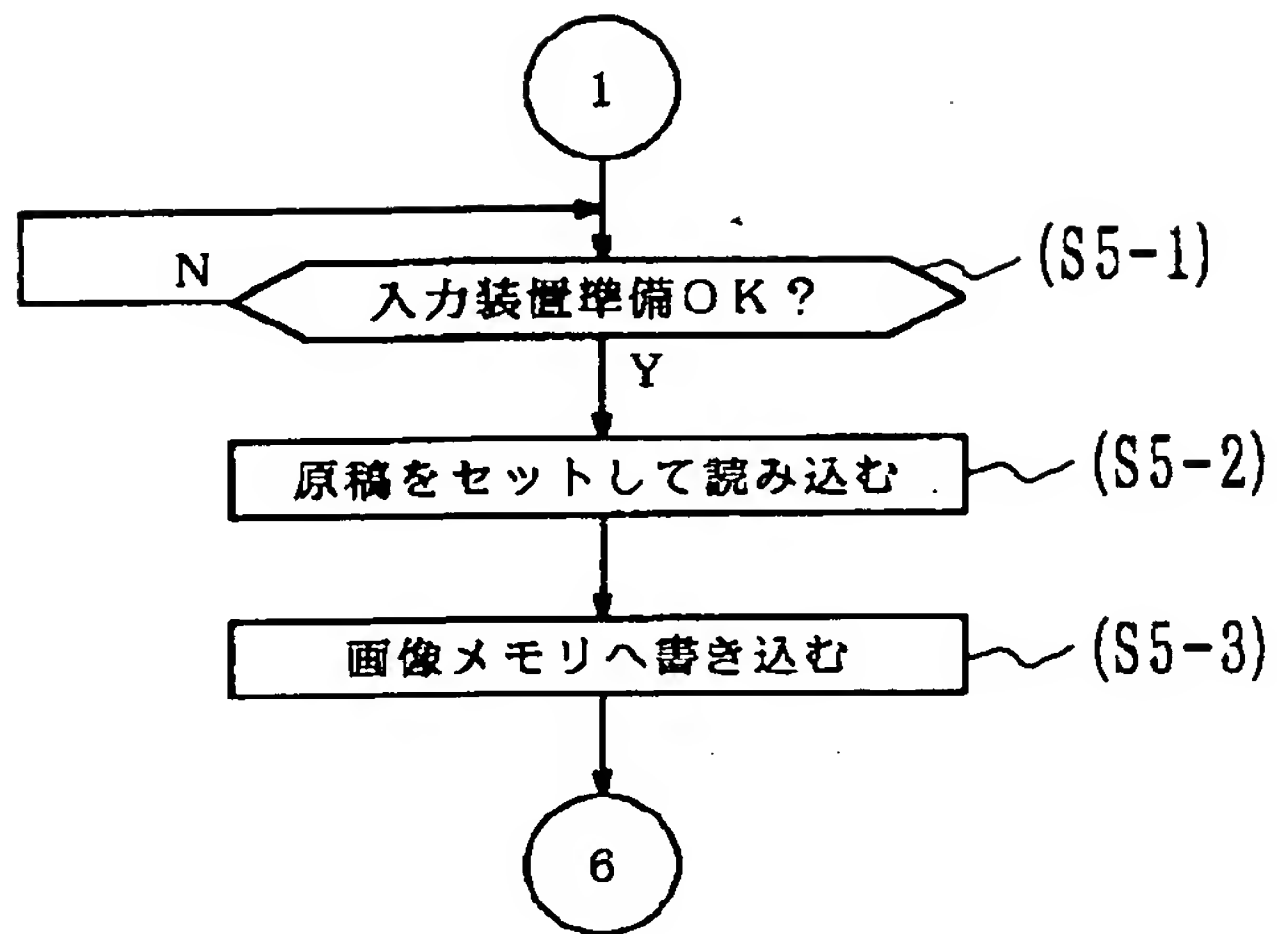 1
N
入力装置準備OK?
(S5-1)
Y
原稿をセットして読み込む
(S5-2)
画像メモリへ書き込む
(S5-3)
6